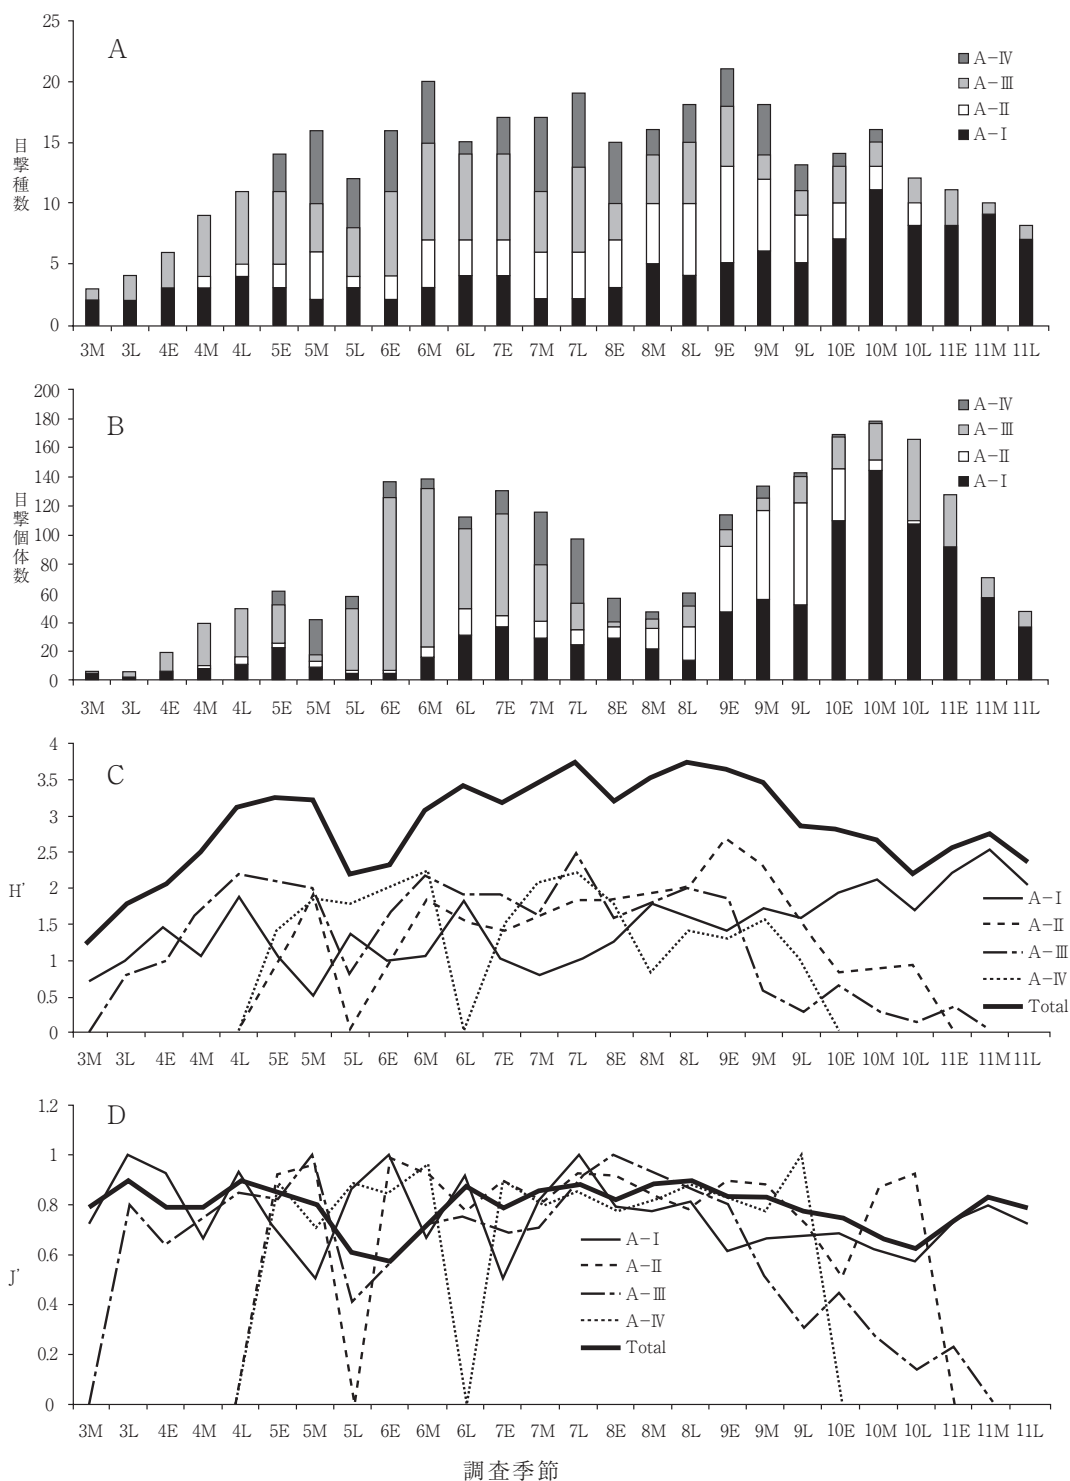 A
25
20
15
10
5
0
目撃種数
A-Ⅳ
A-Ⅲ
A-Ⅱ
A-Ⅰ
3M 3L 4E 4M 4L 5E 5M 5L 6E 6M 6L 7E 7M 7L 8E 8M 8L 9E 9M 9L 10E 10M 10L 11E 11M 11L
B
200
180
160
140
120
100
80
60
40
20
0
目撃個体数
A-Ⅳ
A-Ⅲ
A-Ⅱ
A-Ⅰ
3M 3L 4E 4M 4L 5E 5M 5L 6E 6M 6L 7E 7M 7L 8E 8M 8L 9E 9M 9L 10E 10M 10L 11E 11M 11L
C
4
3.5
3
2.5
2
1.5
1
0.5
0
H'
A-Ⅰ
A-Ⅱ
A-Ⅲ
A-Ⅳ
Total
3M 3L 4E 4M 4L 5E 5M 5L 6E 6M 6L 7E 7M 7L 8E 8M 8L 9E 9M 9L 10E 10M 10L 11E 11M 11L
D
1.2
1
0.8
0.6
0.4
0.2
0
J'
A-Ⅰ
A-Ⅱ
A-Ⅲ
A-Ⅳ
Total
3M 3L 4E 4M 4L 5E 5M 5L 6E 6M 6L 7E 7M 7L 8E 8M 8L 9E 9M 9L 10E 10M 10L 11E 11M 11L
調査季節